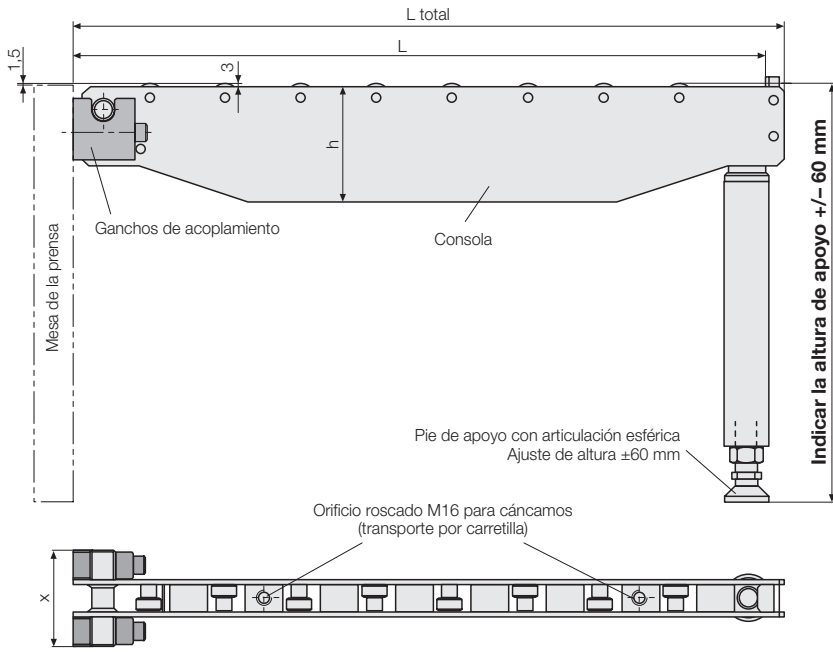 L total
L
1,5
3
h
Ganchos de acoplamiento
Consola
Mesa de la prensa
Indicar la altura de apoyo +/– 60 mm
Pie de apoyo con articulación esférica
Ajuste de altura ±60 mm
Orificio roscado M16 para cáncamos
(transporte por carretilla)
x